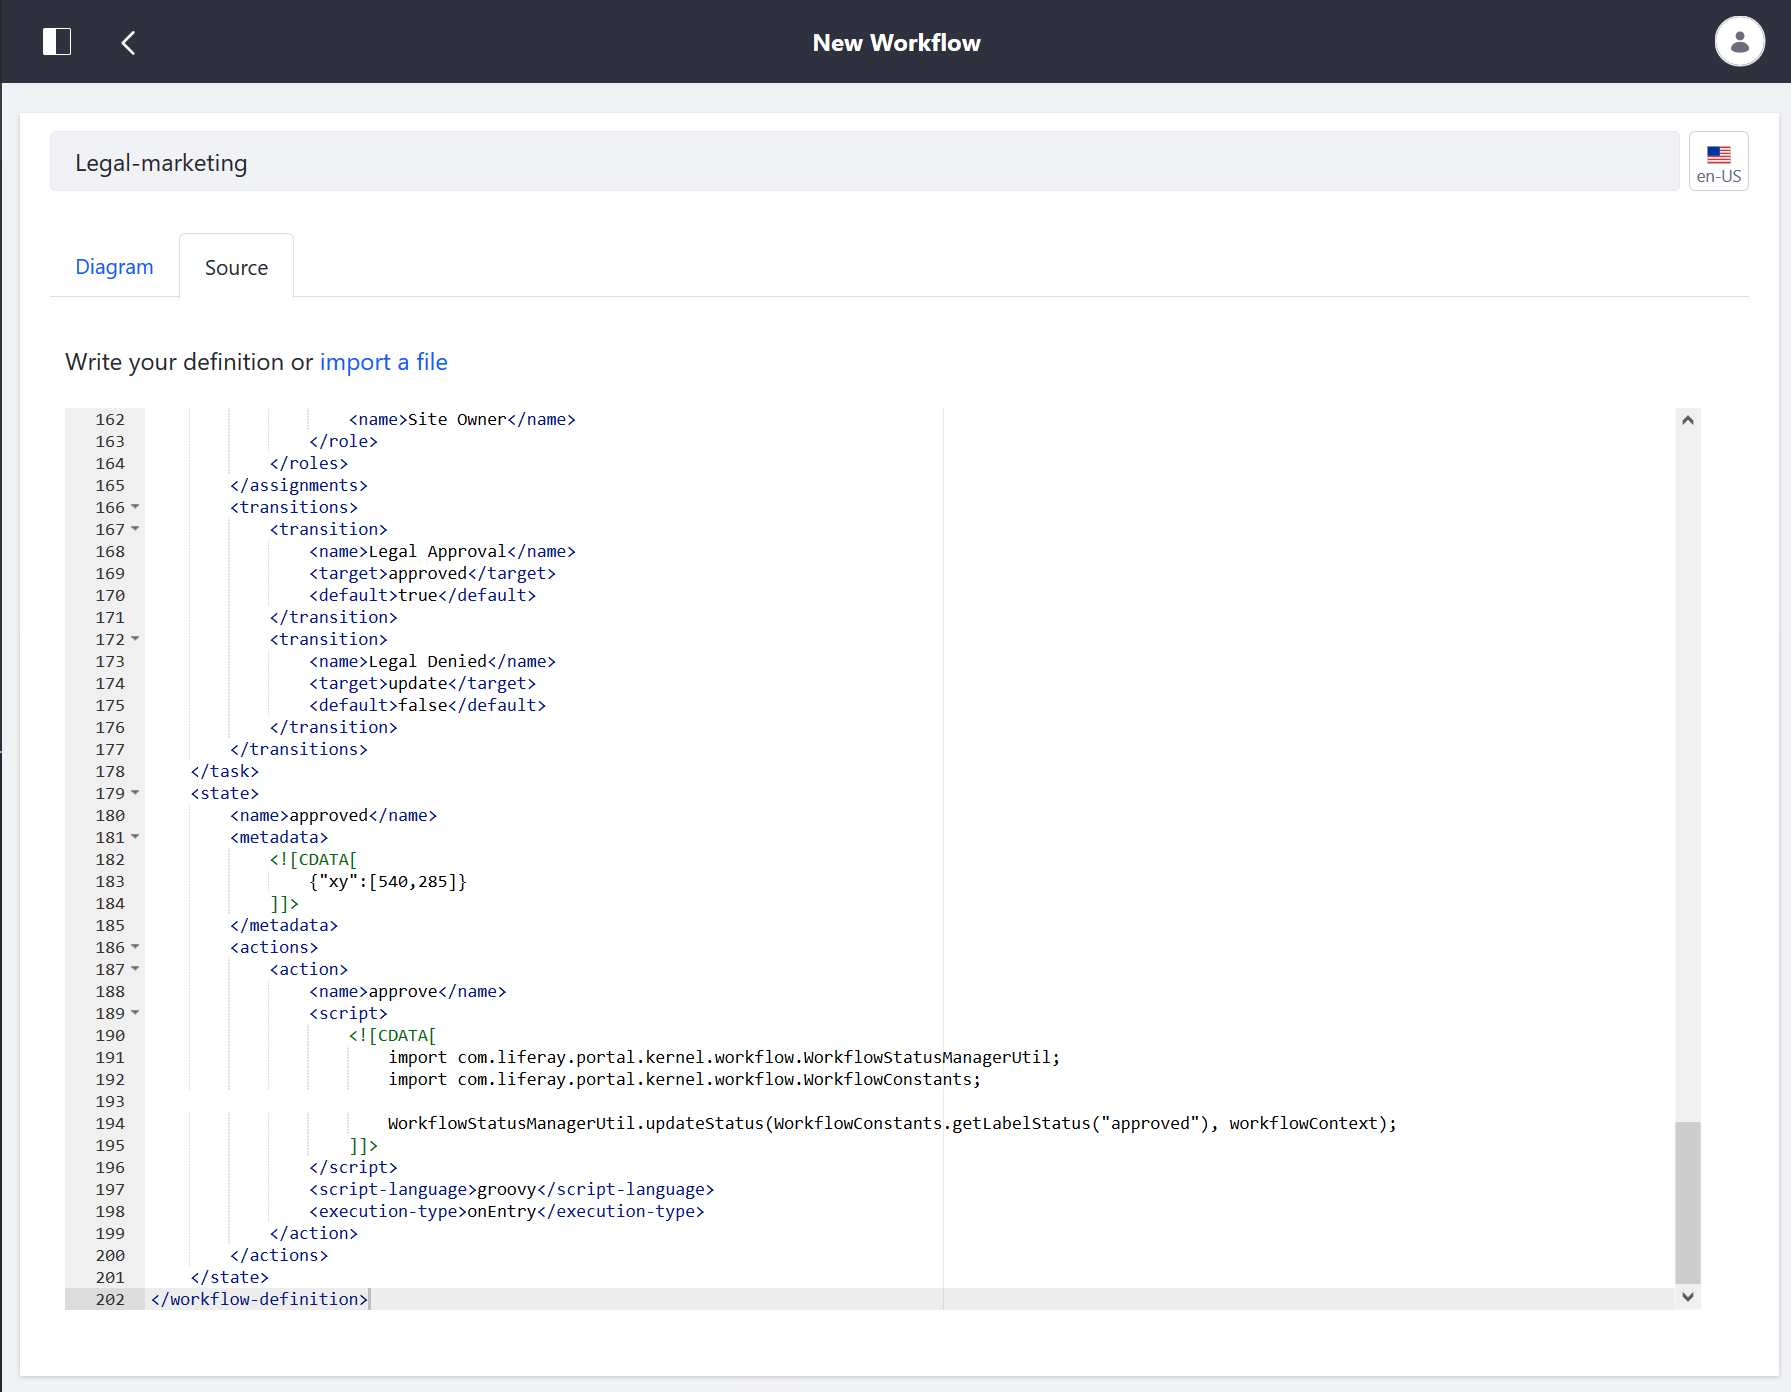 New Workflow
Legal-marketing
en-US
Diagram
Source
Write your definition or import a file
162 <name>Site Owner</name>
163 </role>
164 </roles>
165 </assignments>
166 <transitions>
167 <transition>
168 <name>Legal Approval</name>
169 <target>approved</target>
170 <default>true</default>
171 </transition>
172 <transition>
173 <name>Legal Denied</name>
174 <target>update</target>
175 <default>false</default>
176 </transition>
177 </transitions>
178 </task>
179 <state>
180 <name>approved</name>
181 <metadata>
182 <![CDATA[
183 {"xy":[540,285]}
184 ]]>
185 </metadata>
186 <actions>
187 <action>
188 <name>approve</name>
189 <script>
190 <![CDATA[
191 import com.liferay.portal.kernel.workflow.WorkflowStatusManagerUtil;
192 import com.liferay.portal.kernel.workflow.WorkflowConstants;
193
194 WorkflowStatusManagerUtil.updateStatus(WorkflowConstants.getLabelStatus("approved"), workflowContext);
195 ]]>
196 </script>
197 <script-language>groovy</script-language>
198 <execution-type>onEntry</execution-type>
199 </action>
200 </actions>
201 </state>
202 </workflow-definition>